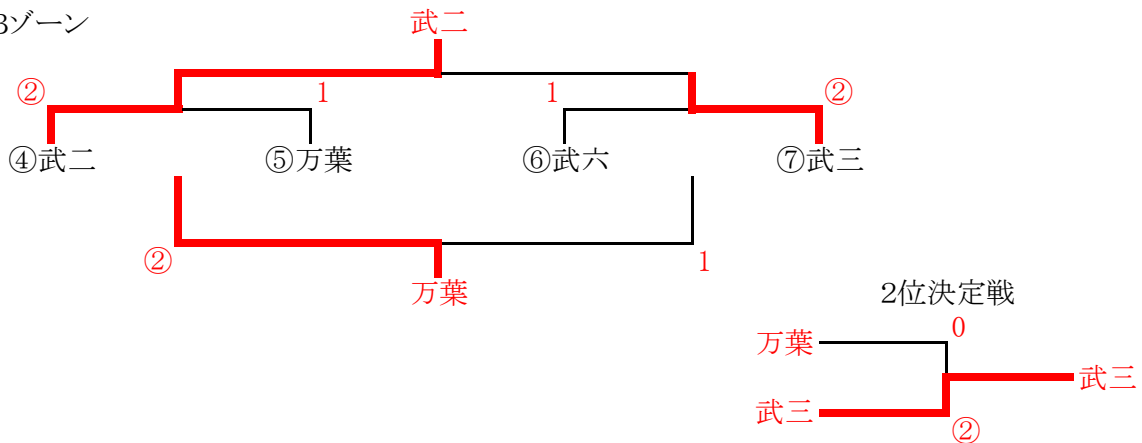 3ゾーン
武二
② 1 1 ②
④武二 ⑤万葉 ⑥武六 ⑦武三
② 1
万葉
2位決定戦
0
万葉
武三
武三
②